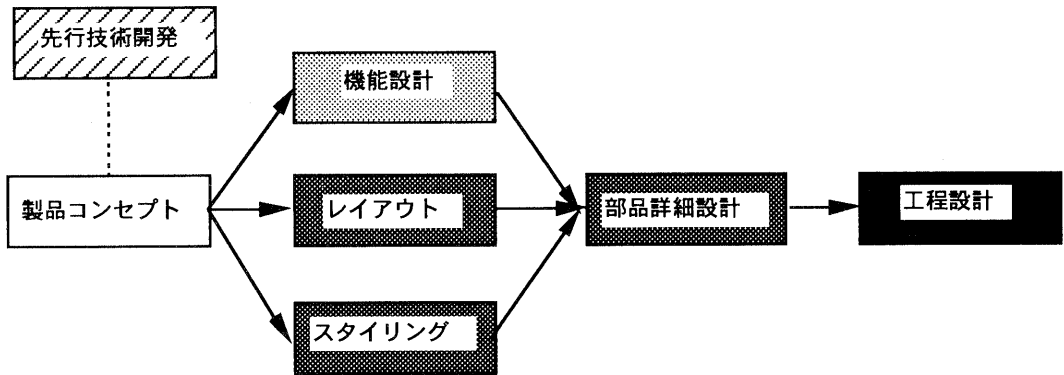 先行技術開発
製品コンセプト
機能設計
レイアウト
スタイリング
部品詳細設計
工程設計